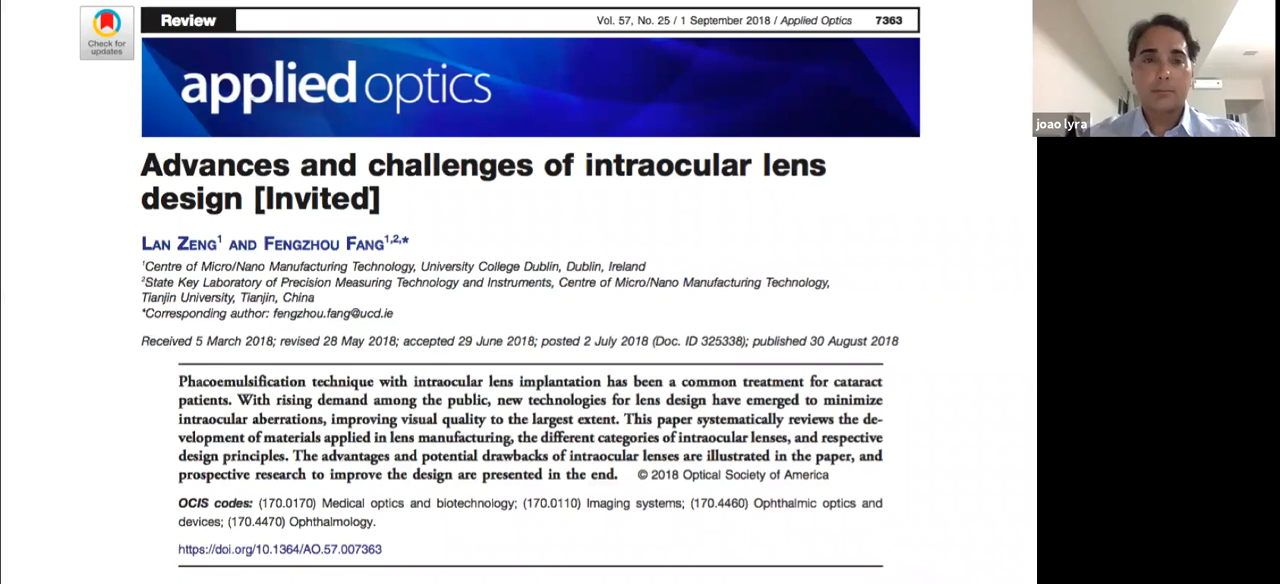 Check for
updates
Review
Vol. 57, No. 25 / 1 September 2018 / Applied Optics 7363
applied optics
Advances and challenges of intraocular lens
design [Invited]
LAN ZENG1 AND FENGZHOU FANG1,2,*
1Centre of Micro/Nano Manufacturing Technology, University College Dublin, Dublin, Ireland
2State Key Laboratory of Precision Measuring Technology and Instruments, Centre of Micro/Nano Manufacturing Technology,
Tianjin University, Tianjin, China
*Corresponding author: fengzhou.fang@ucd.ie
Received 5 March 2018; revised 28 May 2018; accepted 29 June 2018; posted 2 July 2018 (Doc. ID 325338); published 30 August 2018
Phacoemulsification technique with intraocular lens implantation has been a common treatment for cataract
patients. With rising demand among the public, new technologies for lens design have emerged to minimize
intraocular aberrations, improving visual quality to the largest extent. This paper systematically reviews the de-
velopment of materials applied in lens manufacturing, the different categories of intraocular lenses, and respective
design principles. The advantages and potential drawbacks of intraocular lenses are illustrated in the paper, and
prospective research to improve the design are presented in the end. © 2018 Optical Society of America
OCIS codes: (170.0170) Medical optics and biotechnology; (170.0110) Imaging systems; (170.4460) Ophthalmic optics and
devices; (170.4470) Ophthalmology.
https://doi.org/10.1364/AO.57.007363
joao lyra